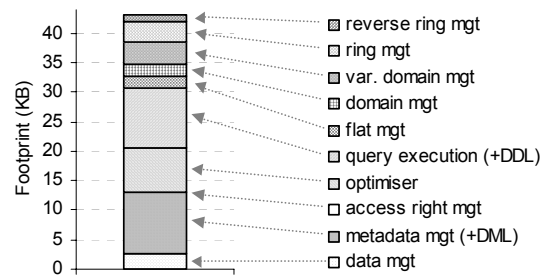 Footprint (KB)
40
35
30
25
20
15
10
5
0
reverse ring mgt
ring mgt
var. domain mgt
domain mgt
flat mgt
query execution (+DDL)
optimiser
access right mgt
metadata mgt (+DML)
data mgt